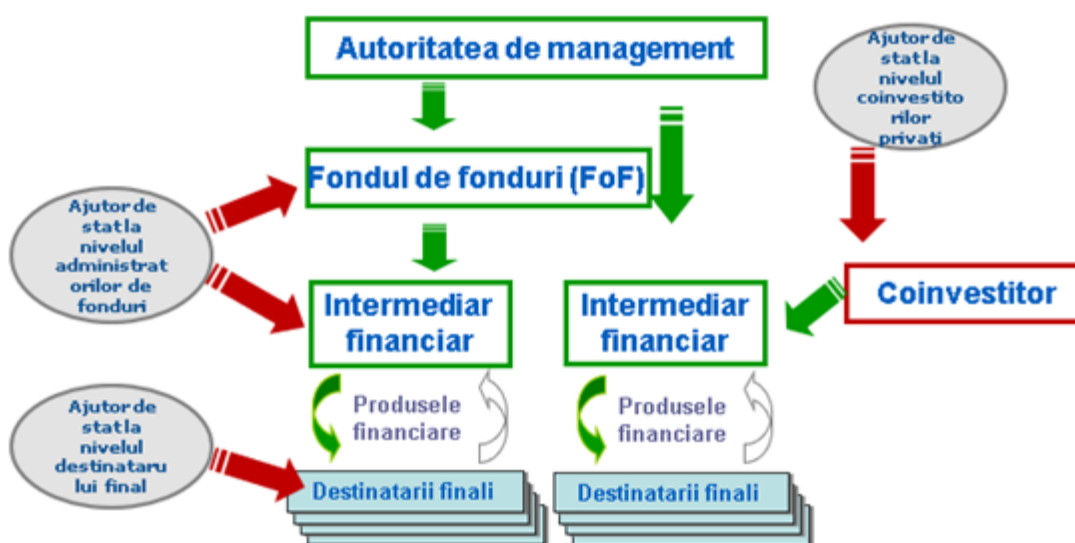 Autoritatea de management
Ajutor de
stat la
nivelul
coinvestito
rilor
privați
Fondul de fonduri (FoF)
Ajutor de
stat la
nivelul
administrat
orilor de
fonduri
Intermediar
financiar
Intermediar
financiar
Coinvestitor
Produsele
financiare
Produsele
financiare
Ajutor de
stat la
nivelul
destinataru
lui final
Destinatarii finali
Destinatarii finali